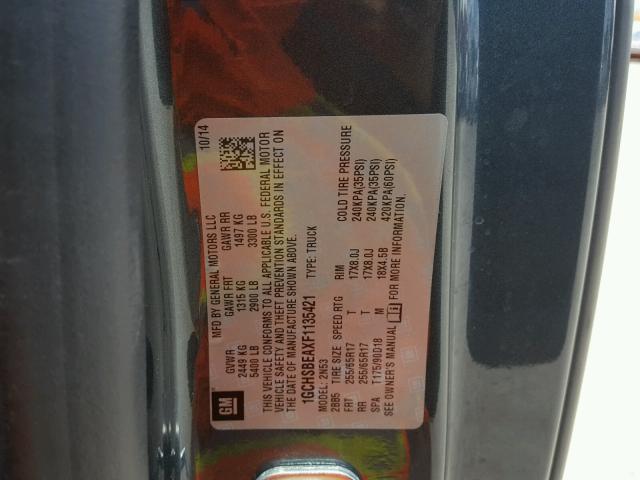 GM
MFD BY GENERAL MOTORS LLC 10/14
GVWR GAWR FRT GAWR RR
2449 KG 1315 KG 1497 KG
5400 LB 2900 LB 3300 LB
THIS VEHICLE CONFORMS TO ALL APPLICABLE U.S. FEDERAL MOTOR
VEHICLE SAFETY AND THEFT PREVENTION STANDARDS IN EFFECT ON
THE DATE OF MANUFACTURE SHOWN ABOVE.
1GCHSBEAXF1135421 TYPE: TRUCK
MODEL: 2N53
2BB5 TIRE SIZE SPEED RTG RIM COLD TIRE PRESSURE
FRT 255/65R17 T 17X8.0J 240KPA(35PSI)
RR 255/65R17 T 17X8.0J 240KPA(35PSI)
SPA T175/90D18 M 18X4.5B 420KPA(60PSI)
SEE OWNER'S MANUAL FOR MORE INFORMATION.